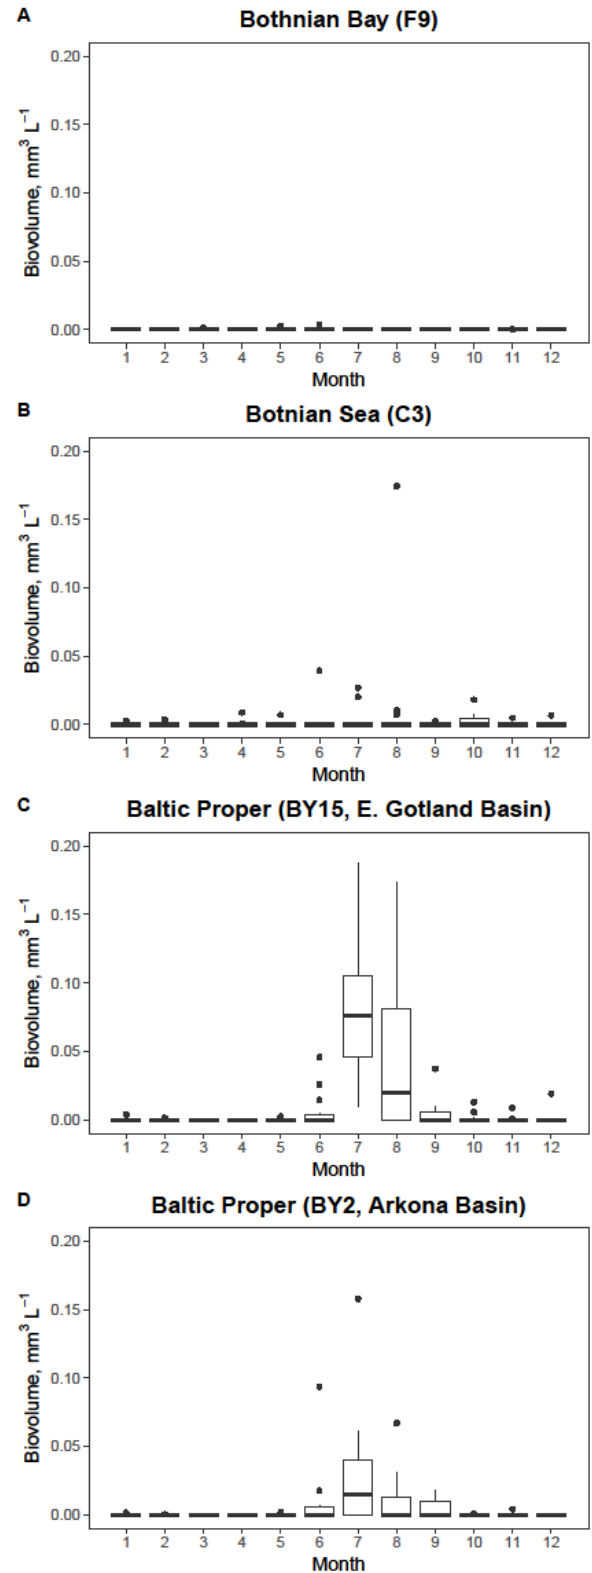 A
Bothnian Bay (F9)
Biovolume, mm³ L⁻¹
0.20
0.15
0.10
0.05
0.00
1 2 3 4 5 6 7 8 9 10 11 12
Month
B
Botnian Sea (C3)
Biovolume, mm³ L⁻¹
0.20
0.15
0.10
0.05
0.00
1 2 3 4 5 6 7 8 9 10 11 12
Month
C
Baltic Proper (BY15, E. Gotland Basin)
Biovolume, mm³ L⁻¹
0.20
0.15
0.10
0.05
0.00
1 2 3 4 5 6 7 8 9 10 11 12
Month
D
Baltic Proper (BY2, Arkona Basin)
Biovolume, mm³ L⁻¹
0.20
0.15
0.10
0.05
0.00
1 2 3 4 5 6 7 8 9 10 11 12
Month